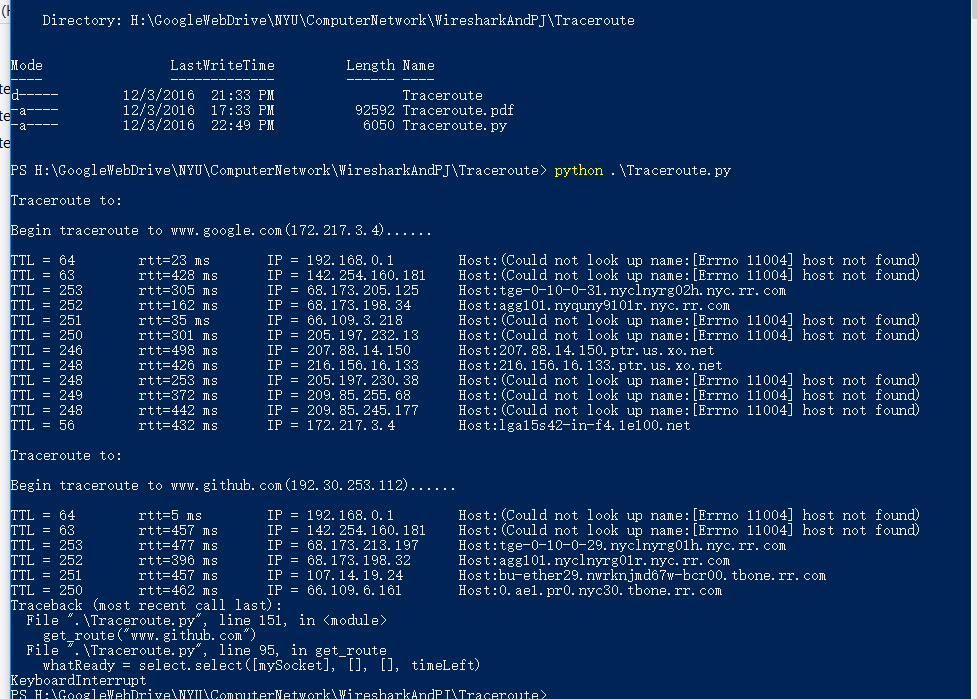 Directory: H:\GoogleWebDrive\NYU\ComputerNetwork\WiresharkAndPJ\Traceroute
Mode LastWriteTime Length Name
---- ------------- ------ ----
d----- 12/3/2016 21:33 PM Traceroute
-a---- 12/3/2016 17:33 PM 92592 Traceroute.pdf
-a---- 12/3/2016 22:49 PM 6050 Traceroute.py
PS H:\GoogleWebDrive\NYU\ComputerNetwork\WiresharkAndPJ\Traceroute> python .\Traceroute.py
Traceroute to:
Begin traceroute to www.google.com(172.217.3.4)......
TTL = 64 rtt=23 ms IP = 192.168.0.1 Host:(Could not look up name:[Errno 11004] host not found)
TTL = 63 rtt=428 ms IP = 142.254.160.181 Host:(Could not look up name:[Errno 11004] host not found)
TTL = 253 rtt=305 ms IP = 68.173.205.125 Host:tge-0-10-0-31.nyclnyrg02h.nyc.rr.com
TTL = 252 rtt=162 ms IP = 68.173.198.34 Host:agg101.nyquny9101r.nyc.rr.com
TTL = 251 rtt=35 ms IP = 66.109.3.218 Host:(Could not look up name:[Errno 11004] host not found)
TTL = 250 rtt=301 ms IP = 205.197.232.13 Host:(Could not look up name:[Errno 11004] host not found)
TTL = 246 rtt=498 ms IP = 207.88.14.150 Host:207.88.14.150.ptr.us.xo.net
TTL = 248 rtt=426 ms IP = 216.156.16.133 Host:216.156.16.133.ptr.us.xo.net
TTL = 248 rtt=253 ms IP = 205.197.230.38 Host:(Could not look up name:[Errno 11004] host not found)
TTL = 249 rtt=372 ms IP = 209.85.255.68 Host:(Could not look up name:[Errno 11004] host not found)
TTL = 248 rtt=442 ms IP = 209.85.245.177 Host:(Could not look up name:[Errno 11004] host not found)
TTL = 56 rtt=432 ms IP = 172.217.3.4 Host:lga15s42-in-f4.1e100.net
Traceroute to:
Begin traceroute to www.github.com(192.30.253.112)......
TTL = 64 rtt=5 ms IP = 192.168.0.1 Host:(Could not look up name:[Errno 11004] host not found)
TTL = 63 rtt=457 ms IP = 142.254.160.181 Host:(Could not look up name:[Errno 11004] host not found)
TTL = 253 rtt=477 ms IP = 68.173.213.197 Host:tge-0-10-0-29.nyclnyrg01h.nyc.rr.com
TTL = 252 rtt=396 ms IP = 68.173.198.32 Host:agg101.nyclnyrg01r.nyc.rr.com
TTL = 251 rtt=457 ms IP = 107.14.19.24 Host:bu-ether29.nwrknjmd67w-bcr00.tbone.rr.com
TTL = 250 rtt=462 ms IP = 66.109.6.161 Host:0.ae1.pr0.nyc30.tbone.rr.com
Traceback (most recent call last):
File ".\Traceroute.py", line 151, in <module>
get_route("www.github.com")
File ".\Traceroute.py", line 95, in get_route
whatReady = select.select([mySocket], [], [], timeLeft)
KeyboardInterrupt
PS H:\GoogleWebDrive\NYU\ComputerNetwork\WiresharkAndPJ\Traceroute>